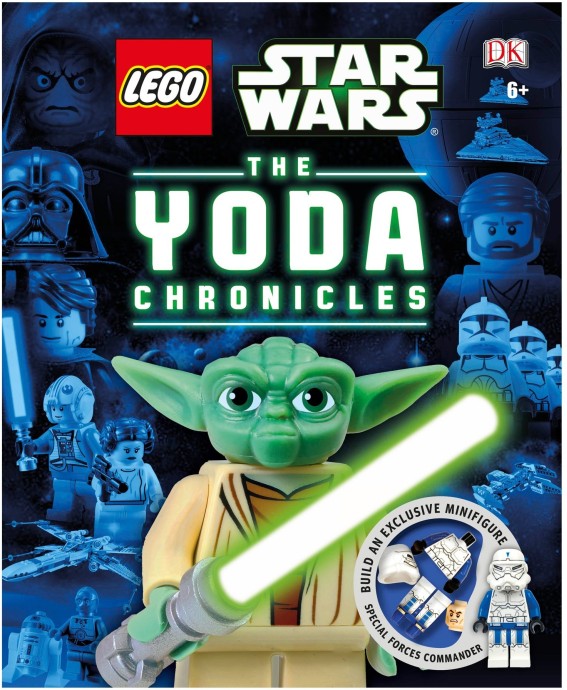 LEGO
STAR
WARS
®
DK
6+
THE
YODA
CHRONICLES
BUILD AN EXCLUSIVE MINIFIGURE
SPECIAL FORCES COMMANDER